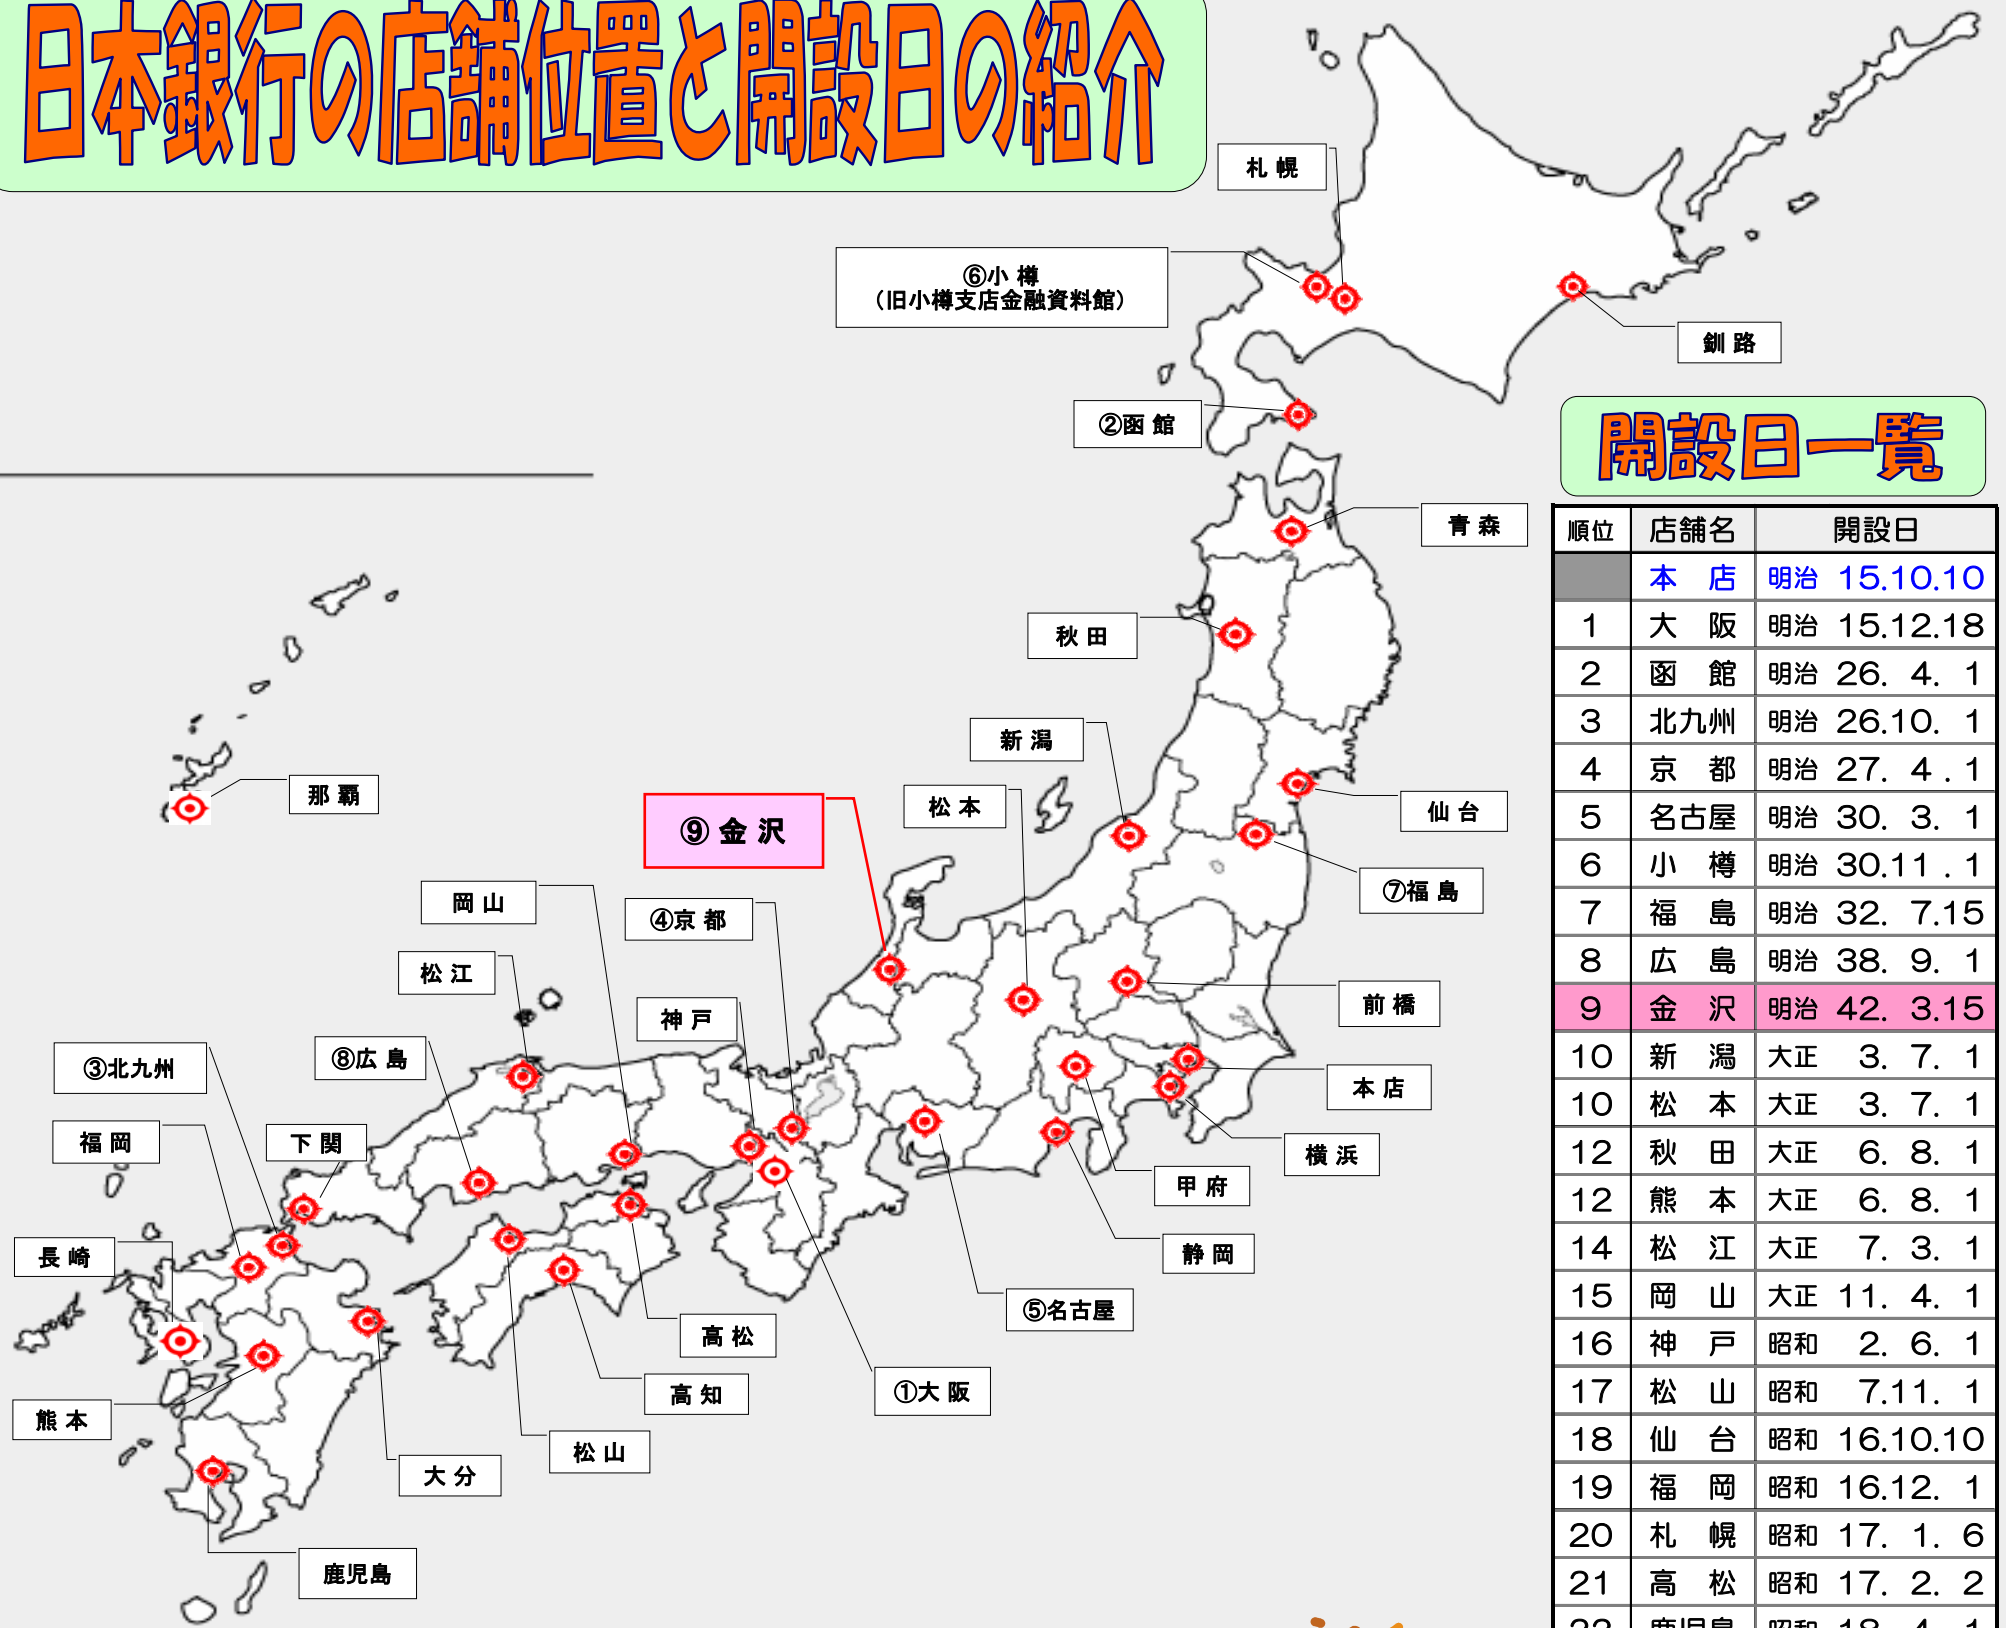 日本銀行の店舗位置と開設日の紹介
札 幌
⑥小 樽
（旧小樽支店金融資料館）
釧 路
②函 館
青 森
秋 田
新 潟
松 本
仙 台
那 覇
⑨ 金 沢
⑦福 島
岡 山
④京 都
松 江
前 橋
神 戸
⑧広 島
③北九州
本 店
福 岡
下 関
横 浜
甲 府
長 崎
静 岡
⑤名古屋
高 松
高 知
①大 阪
熊 本
松 山
大 分
鹿児島
開設日一覧
順位 店舗名 開設日
本 店 明治 15.10.10
1 大 阪 明治 15.12.18
2 函 館 明治 26. 4. 1
3 北九州 明治 26.10. 1
4 京 都 明治 27. 4 . 1
5 名古屋 明治 30. 3. 1
6 小 樽 明治 30.11 . 1
7 福 島 明治 32. 7.15
8 広 島 明治 38. 9. 1
9 金 沢 明治 42. 3.15
10 新 潟 大正 3. 7. 1
10 松 本 大正 3. 7. 1
12 秋 田 大正 6. 8. 1
12 熊 本 大正 6. 8. 1
14 松 江 大正 7. 3. 1
15 岡 山 大正 11. 4. 1
16 神 戸 昭和 2. 6. 1
17 松 山 昭和 7.11. 1
18 仙 台 昭和 16.10.10
19 福 岡 昭和 16.12. 1
20 札 幌 昭和 17. 1. 6
21 高 松 昭和 17. 2. 2
22 鹿児島 昭和 18. 4. 1